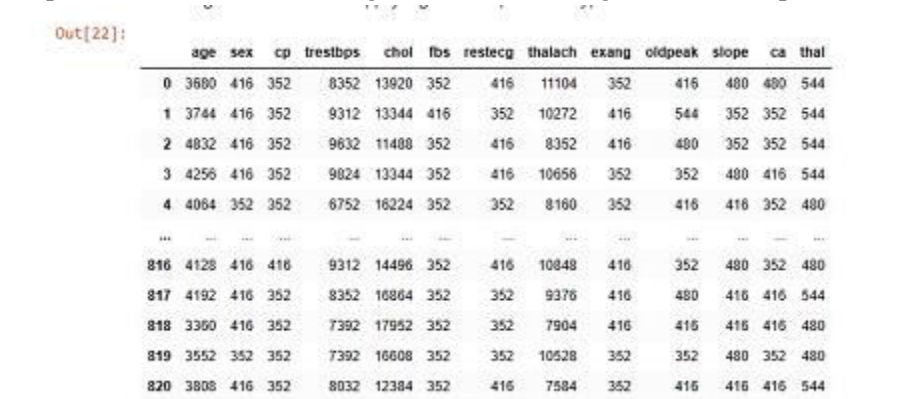 Out[22]:
age sex cp trestbps chol fbs restecg thalach exang oldpeak slope ca thal
0 3680 416 352 8352 13920 352 416 11104 352 416 480 480 544
1 3744 416 352 9312 13344 416 352 10272 416 544 352 352 544
2 4832 416 352 9632 11488 352 416 8352 416 480 352 352 544
3 4256 416 352 9824 13344 352 416 10656 352 352 480 416 544
4 4064 352 352 6752 16224 352 352 8160 352 416 416 352 480
... ... ... ... ... ... ... ... ... ... ... ... ... ...
816 4128 416 416 9312 14496 352 416 10848 416 352 480 352 480
817 4192 416 352 8352 16864 352 352 9376 416 480 416 416 544
818 3360 416 352 7392 17952 352 352 7904 416 416 416 416 480
819 3552 352 352 7392 16608 352 352 10528 352 352 480 352 480
820 3808 416 352 8032 12384 352 416 7584 352 416 416 416 544